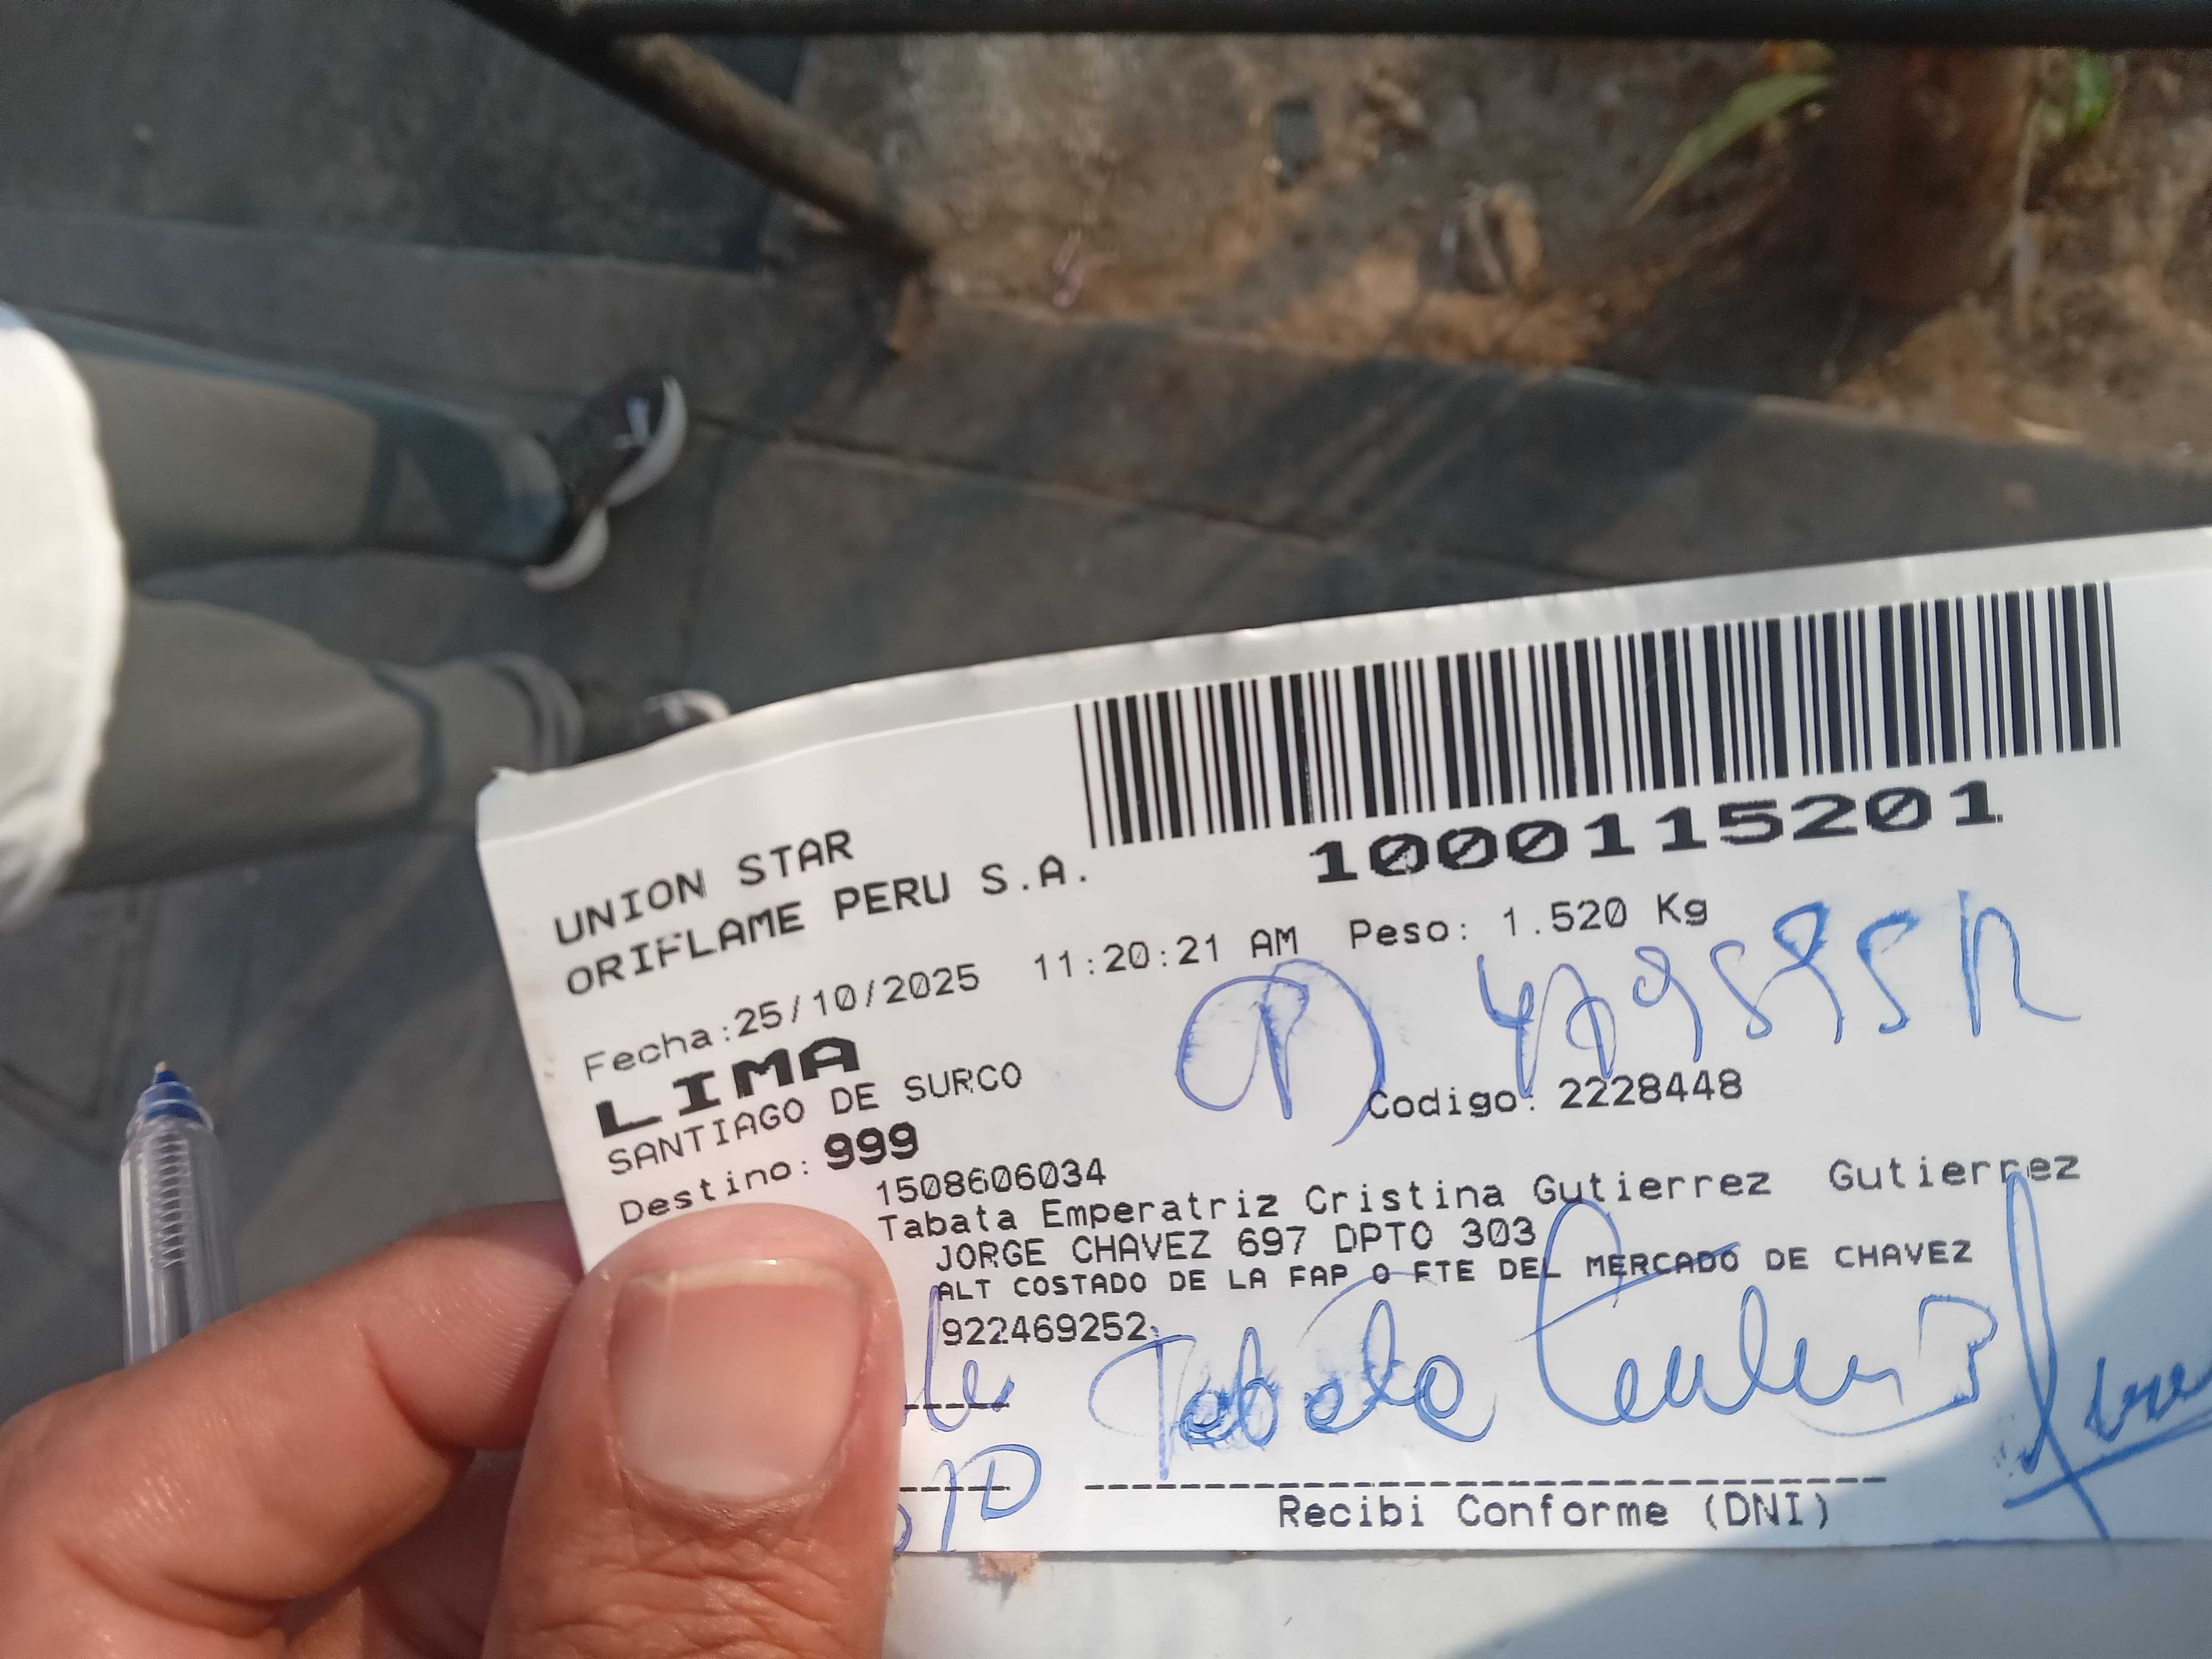 1000115201
UNION STAR
ORIFLAME PERU S.A.
Fecha:25/10/2025 11:20:21 AM Peso: 1.520 Kg
LIMA
SANTIAGO DE SURCO
Codigo: 2228448
Destino: 999
1508606034
Tabata Emperatriz Cristina Gutierrez Gutierrez
JORGE CHAVEZ 697 DPTO 303
ALT COSTADO DE LA FAP O FTE DEL MERCADO DE CHAVEZ
922469252
Tabata
Recibi Conforme (DNI)